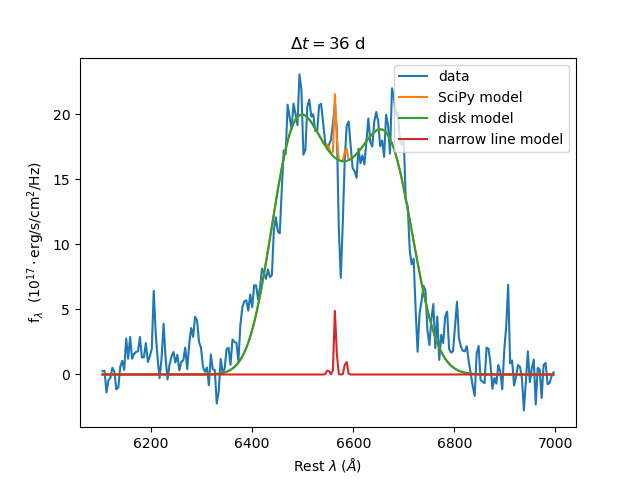 Δt = 36 d
data
SciPy model
disk model
narrow line model
f_λ (10^17 · erg/s/cm^2/Hz)
20
15
10
5
0
6200 6400 6600 6800 7000
Rest λ (Å)